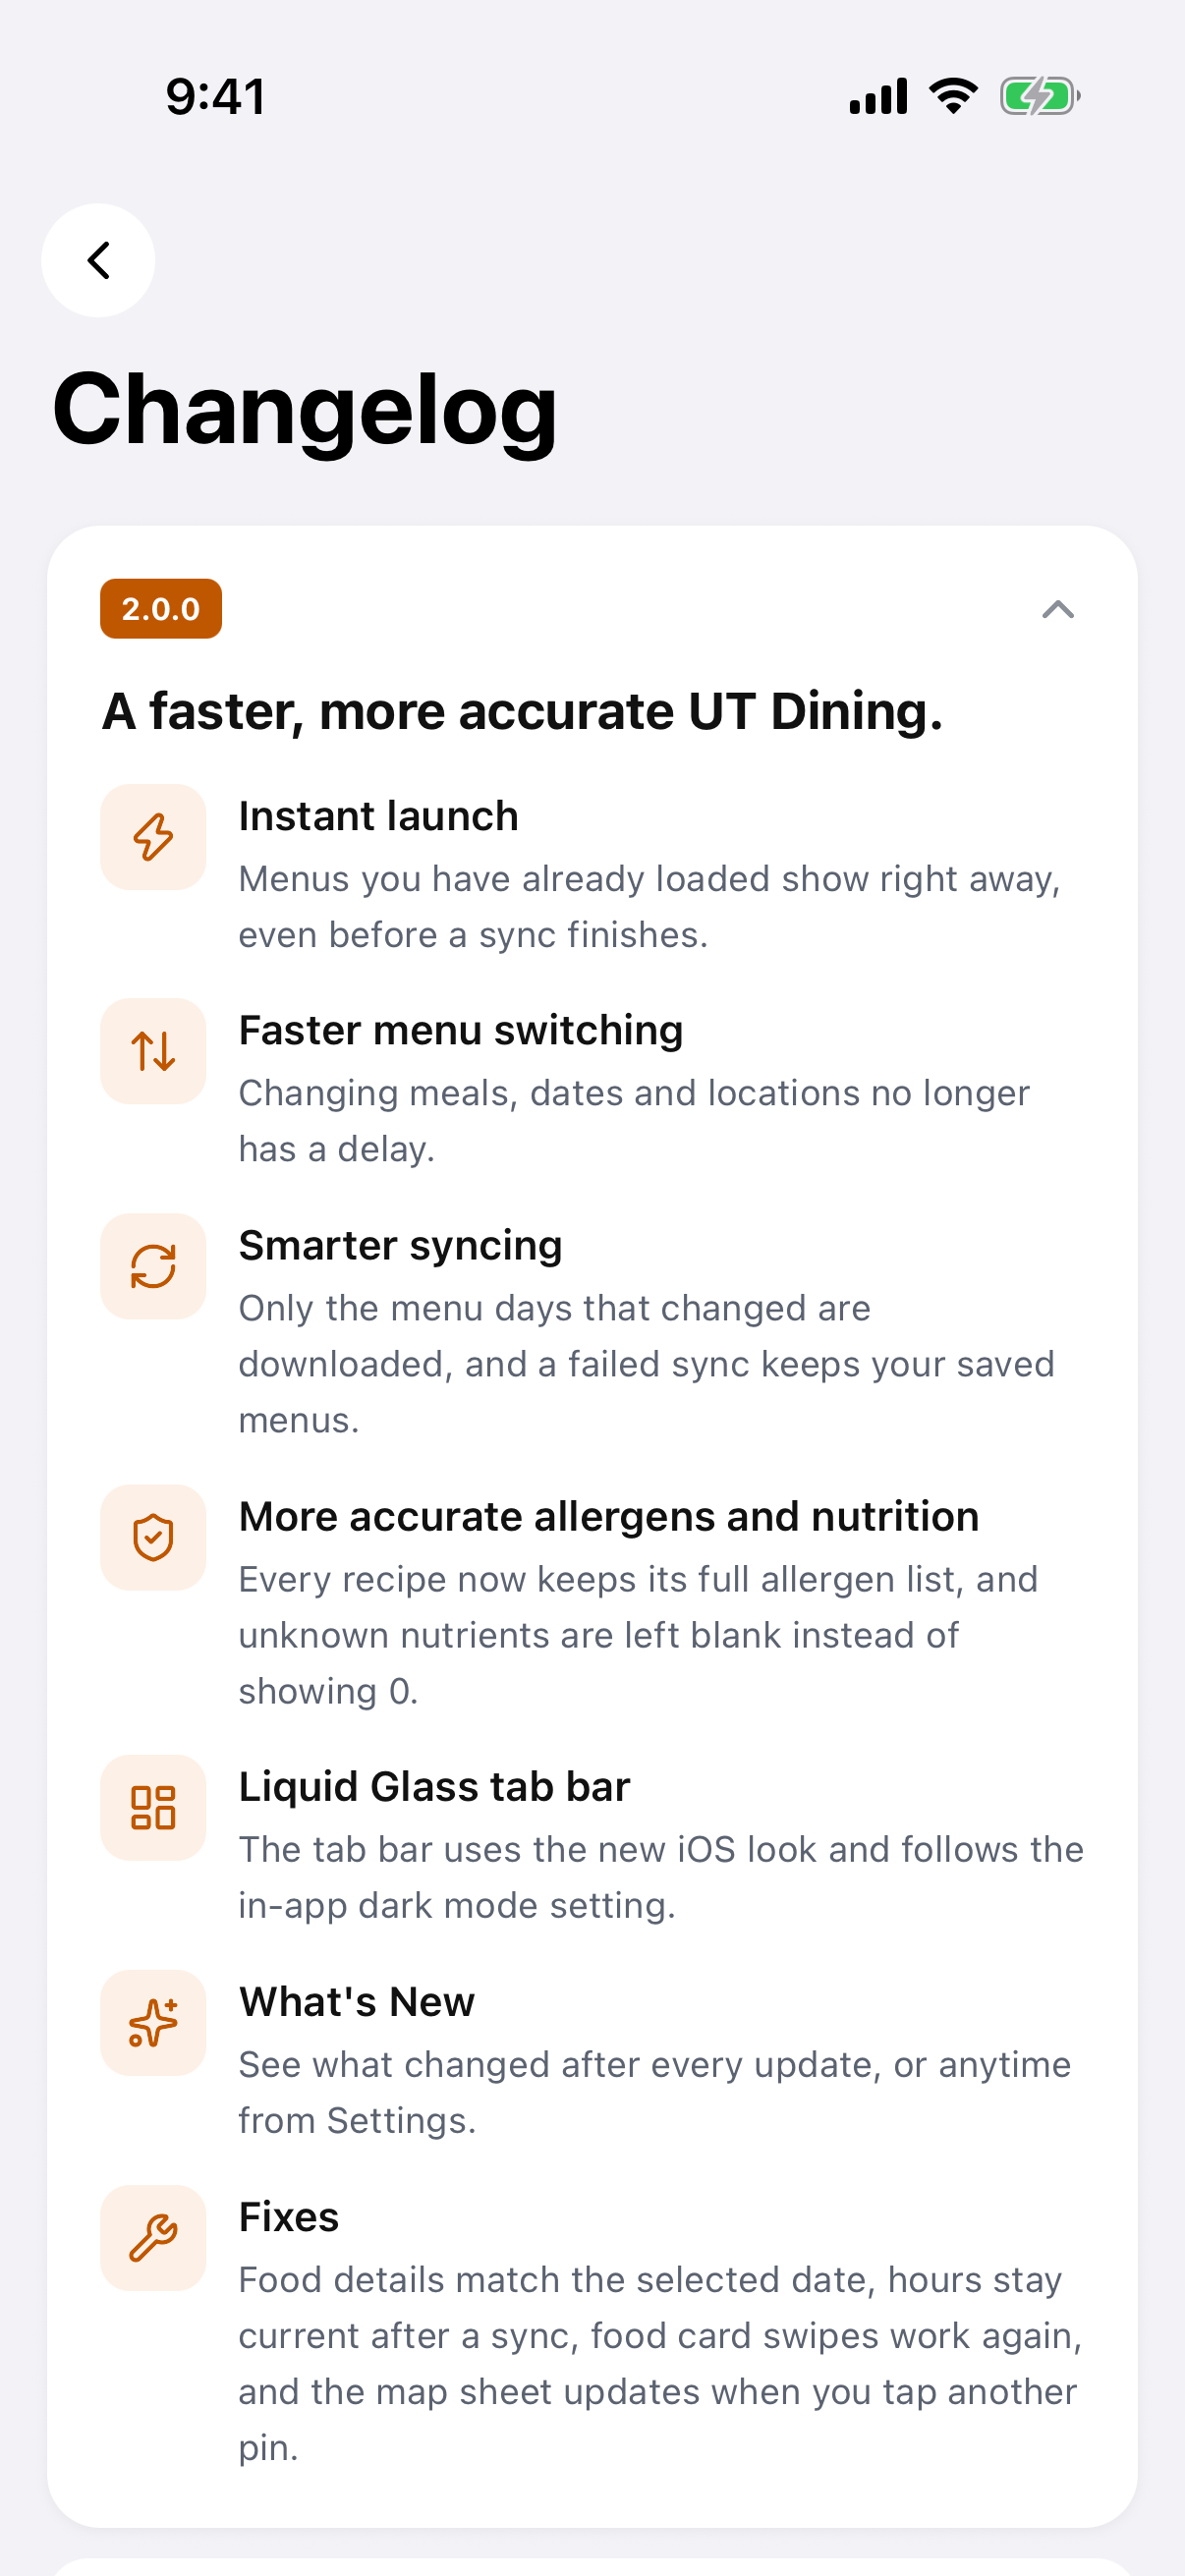 9:41
Changelog
2.0.0
A faster, more accurate UT Dining.
Instant launch
Menus you have already loaded show right away,
even before a sync finishes.
Faster menu switching
Changing meals, dates and locations no longer
has a delay.
Smarter syncing
Only the menu days that changed are
downloaded, and a failed sync keeps your saved
menus.
More accurate allergens and nutrition
Every recipe now keeps its full allergen list, and
unknown nutrients are left blank instead of
showing 0.
Liquid Glass tab bar
The tab bar uses the new iOS look and follows the
in-app dark mode setting.
What's New
See what changed after every update, or anytime
from Settings.
Fixes
Food details match the selected date, hours stay
current after a sync, food card swipes work again,
and the map sheet updates when you tap another
pin.